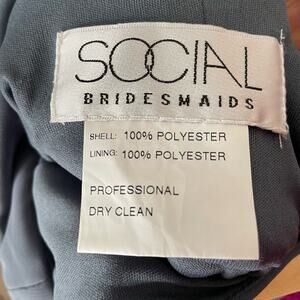 SOCIAL
BRIDESMAIDS
SHELL: 100% POLYESTER
LINING: 100% POLYESTER
PROFESSIONAL
DRY CLEAN